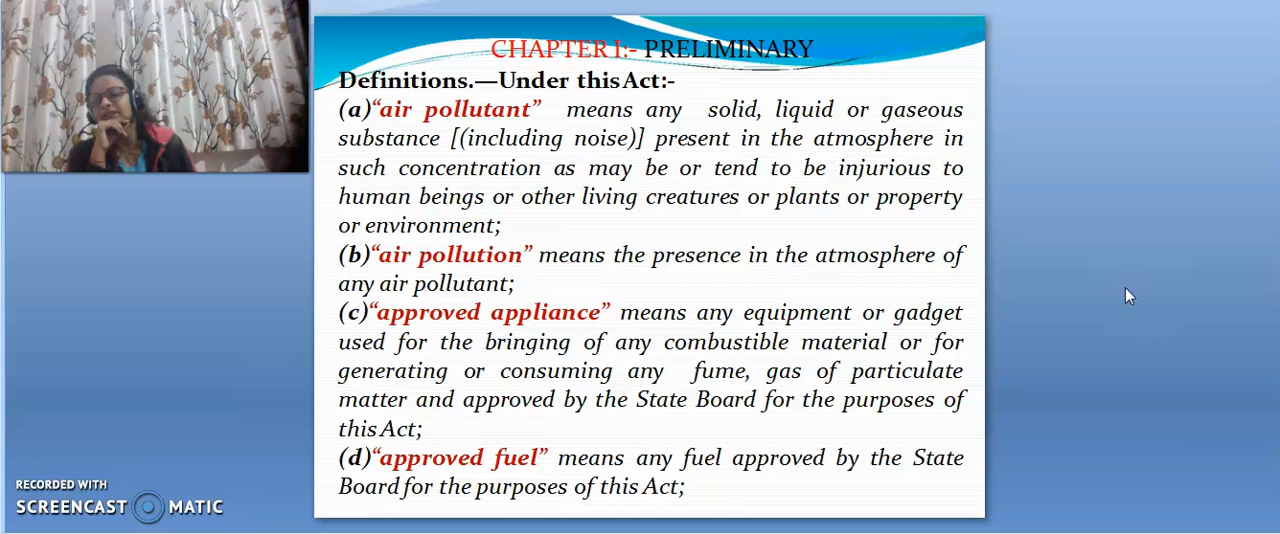 CHAPTER I:- PRELIMINARY
Definitions.—Under this Act:-
(a)“air pollutant” means any solid, liquid or gaseous
substance [(including noise)] present in the atmosphere in
such concentration as may be or tend to be injurious to
human beings or other living creatures or plants or property
or environment;
(b)“air pollution” means the presence in the atmosphere of
any air pollutant;
(c)“approved appliance” means any equipment or gadget
used for the bringing of any combustible material or for
generating or consuming any fume, gas of particulate
matter and approved by the State Board for the purposes of
this Act;
(d)“approved fuel” means any fuel approved by the State
Board for the purposes of this Act;
RECORDED WITH
SCREENCAST MATIC